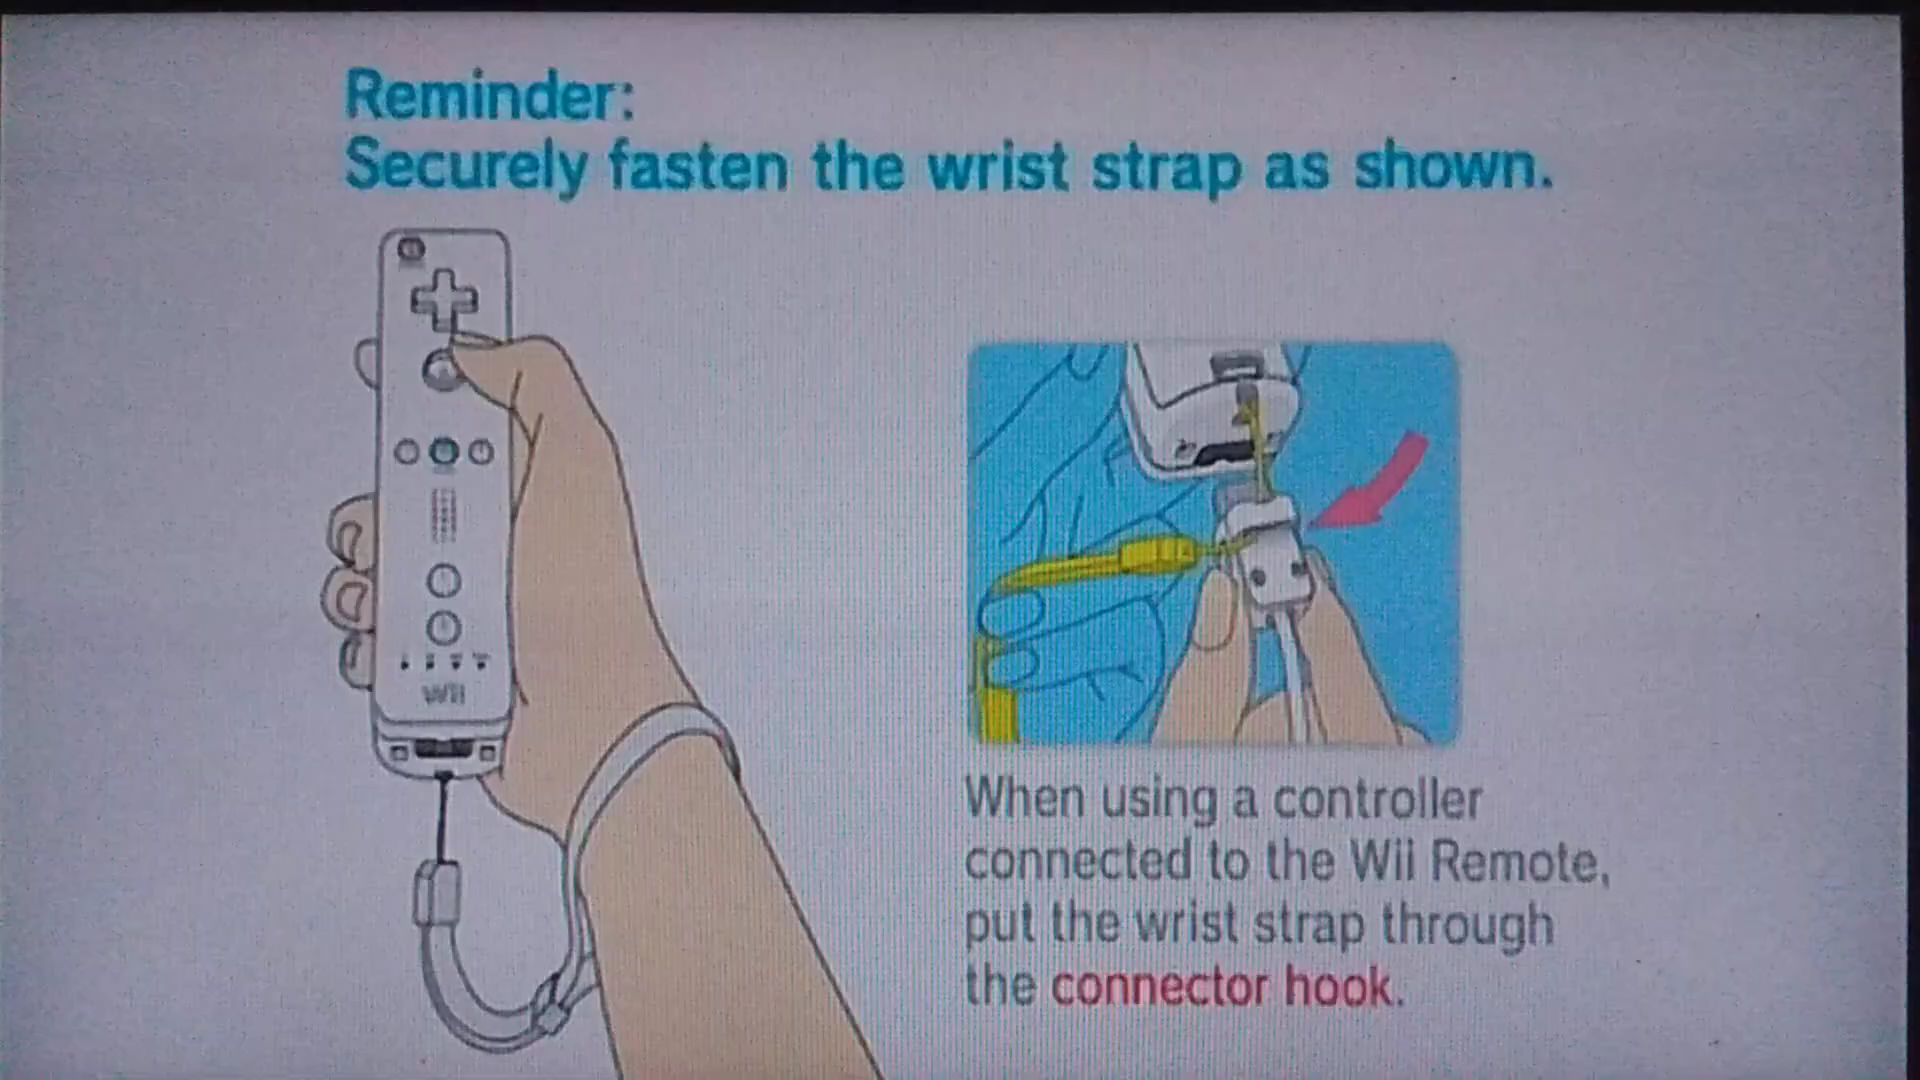 Reminder:
Securely fasten the wrist strap as shown.
Wii
When using a controller
connected to the Wii Remote,
put the wrist strap through
the connector hook.